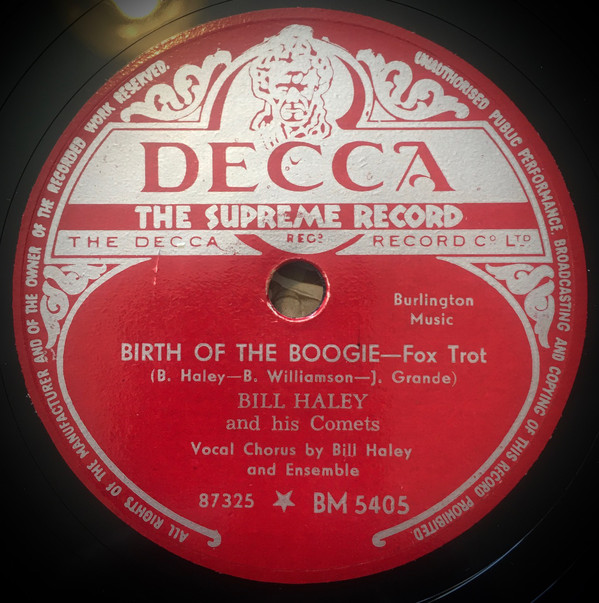 ALL RIGHTS OF THE MANUFACTURER AND OF THE OWNER OF THE RECORDED WORK RESERVED.
UNAUTHORISED PUBLIC PERFORMANCE, BROADCASTING AND COPYING OF THIS RECORD PROHIBITED
DECCA
THE SUPREME RECORD
THE DECCA REGD RECORD Cº LTD
Burlington
Music
BIRTH OF THE BOOGIE—Fox Trot
(B. Haley—B. Williamson—J. Grande)
BILL HALEY
and his Comets
Vocal Chorus by Bill Haley
and Ensemble
87325 ★ BM 5405